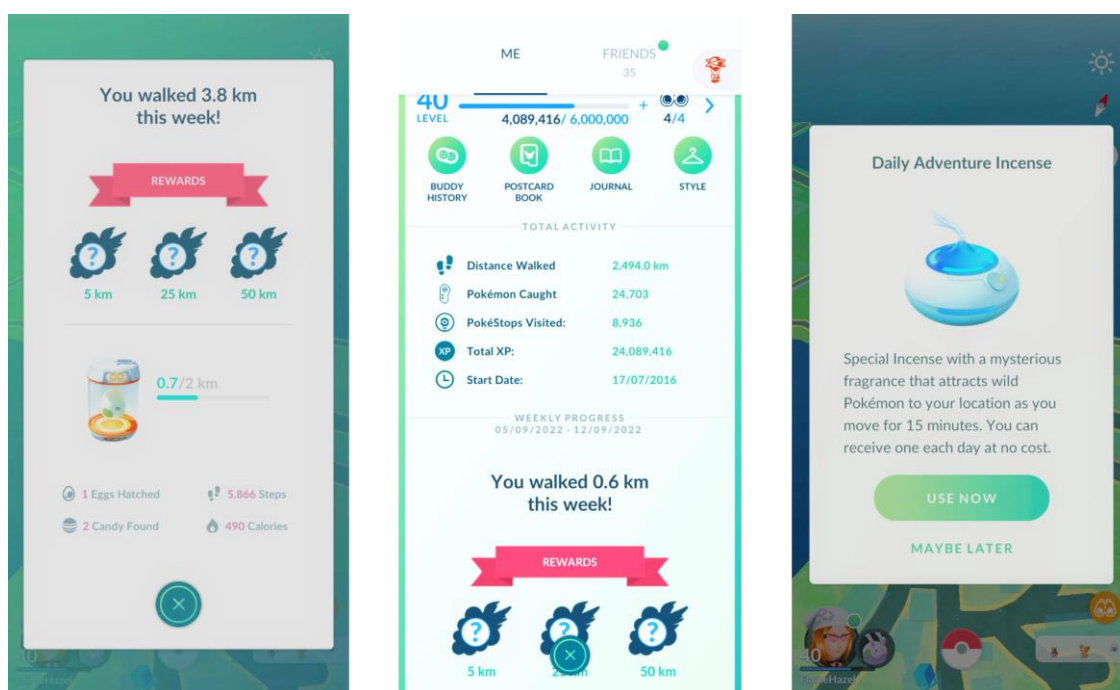 You walked 3.8 km
this week!
REWARDS
5 km 25 km 50 km
0.7/2 km
1 Eggs Hatched 5,866 Steps
2 Candy Found 490 Calories
40
ME FRIENDS
35
40
LEVEL 4,089,416/ 6,000,000 + 4/4
BUDDY
HISTORY
POSTCARD
BOOK
JOURNAL
STYLE
TOTAL ACTIVITY
Distance Walked 2,494.0 km
Pokémon Caught 24,703
PokéStops Visited: 8,936
XP Total XP: 24,089,416
Start Date: 17/07/2016
WEEKLY PROGRESS
05/09/2022 - 12/09/2022
You walked 0.6 km
this week!
REWARDS
5 km 50 km
Daily Adventure Incense
Special Incense with a mysterious
fragrance that attracts wild
Pokémon to your location as you
move for 15 minutes. You can
receive one each day at no cost.
USE NOW
MAYBE LATER
40